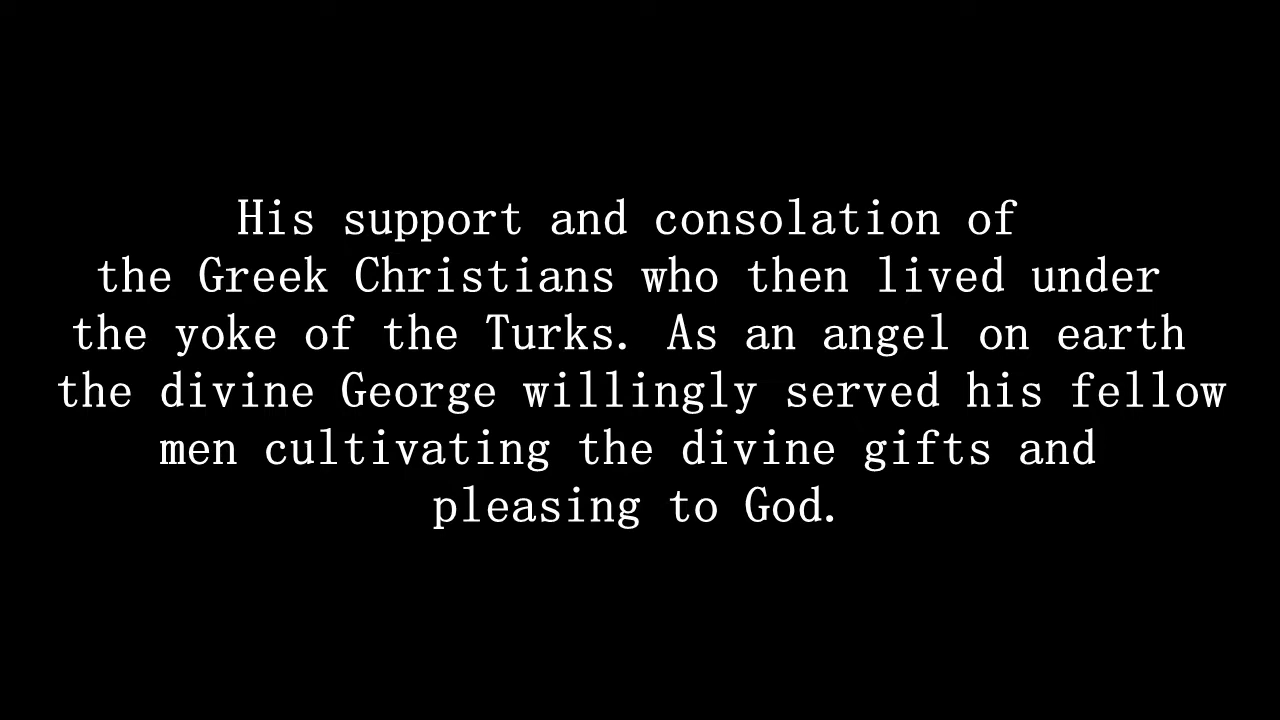 His support and consolation of
the Greek Christians who then lived under
the yoke of the Turks. As an angel on earth
the divine George willingly served his fellow
men cultivating the divine gifts and
pleasing to God.